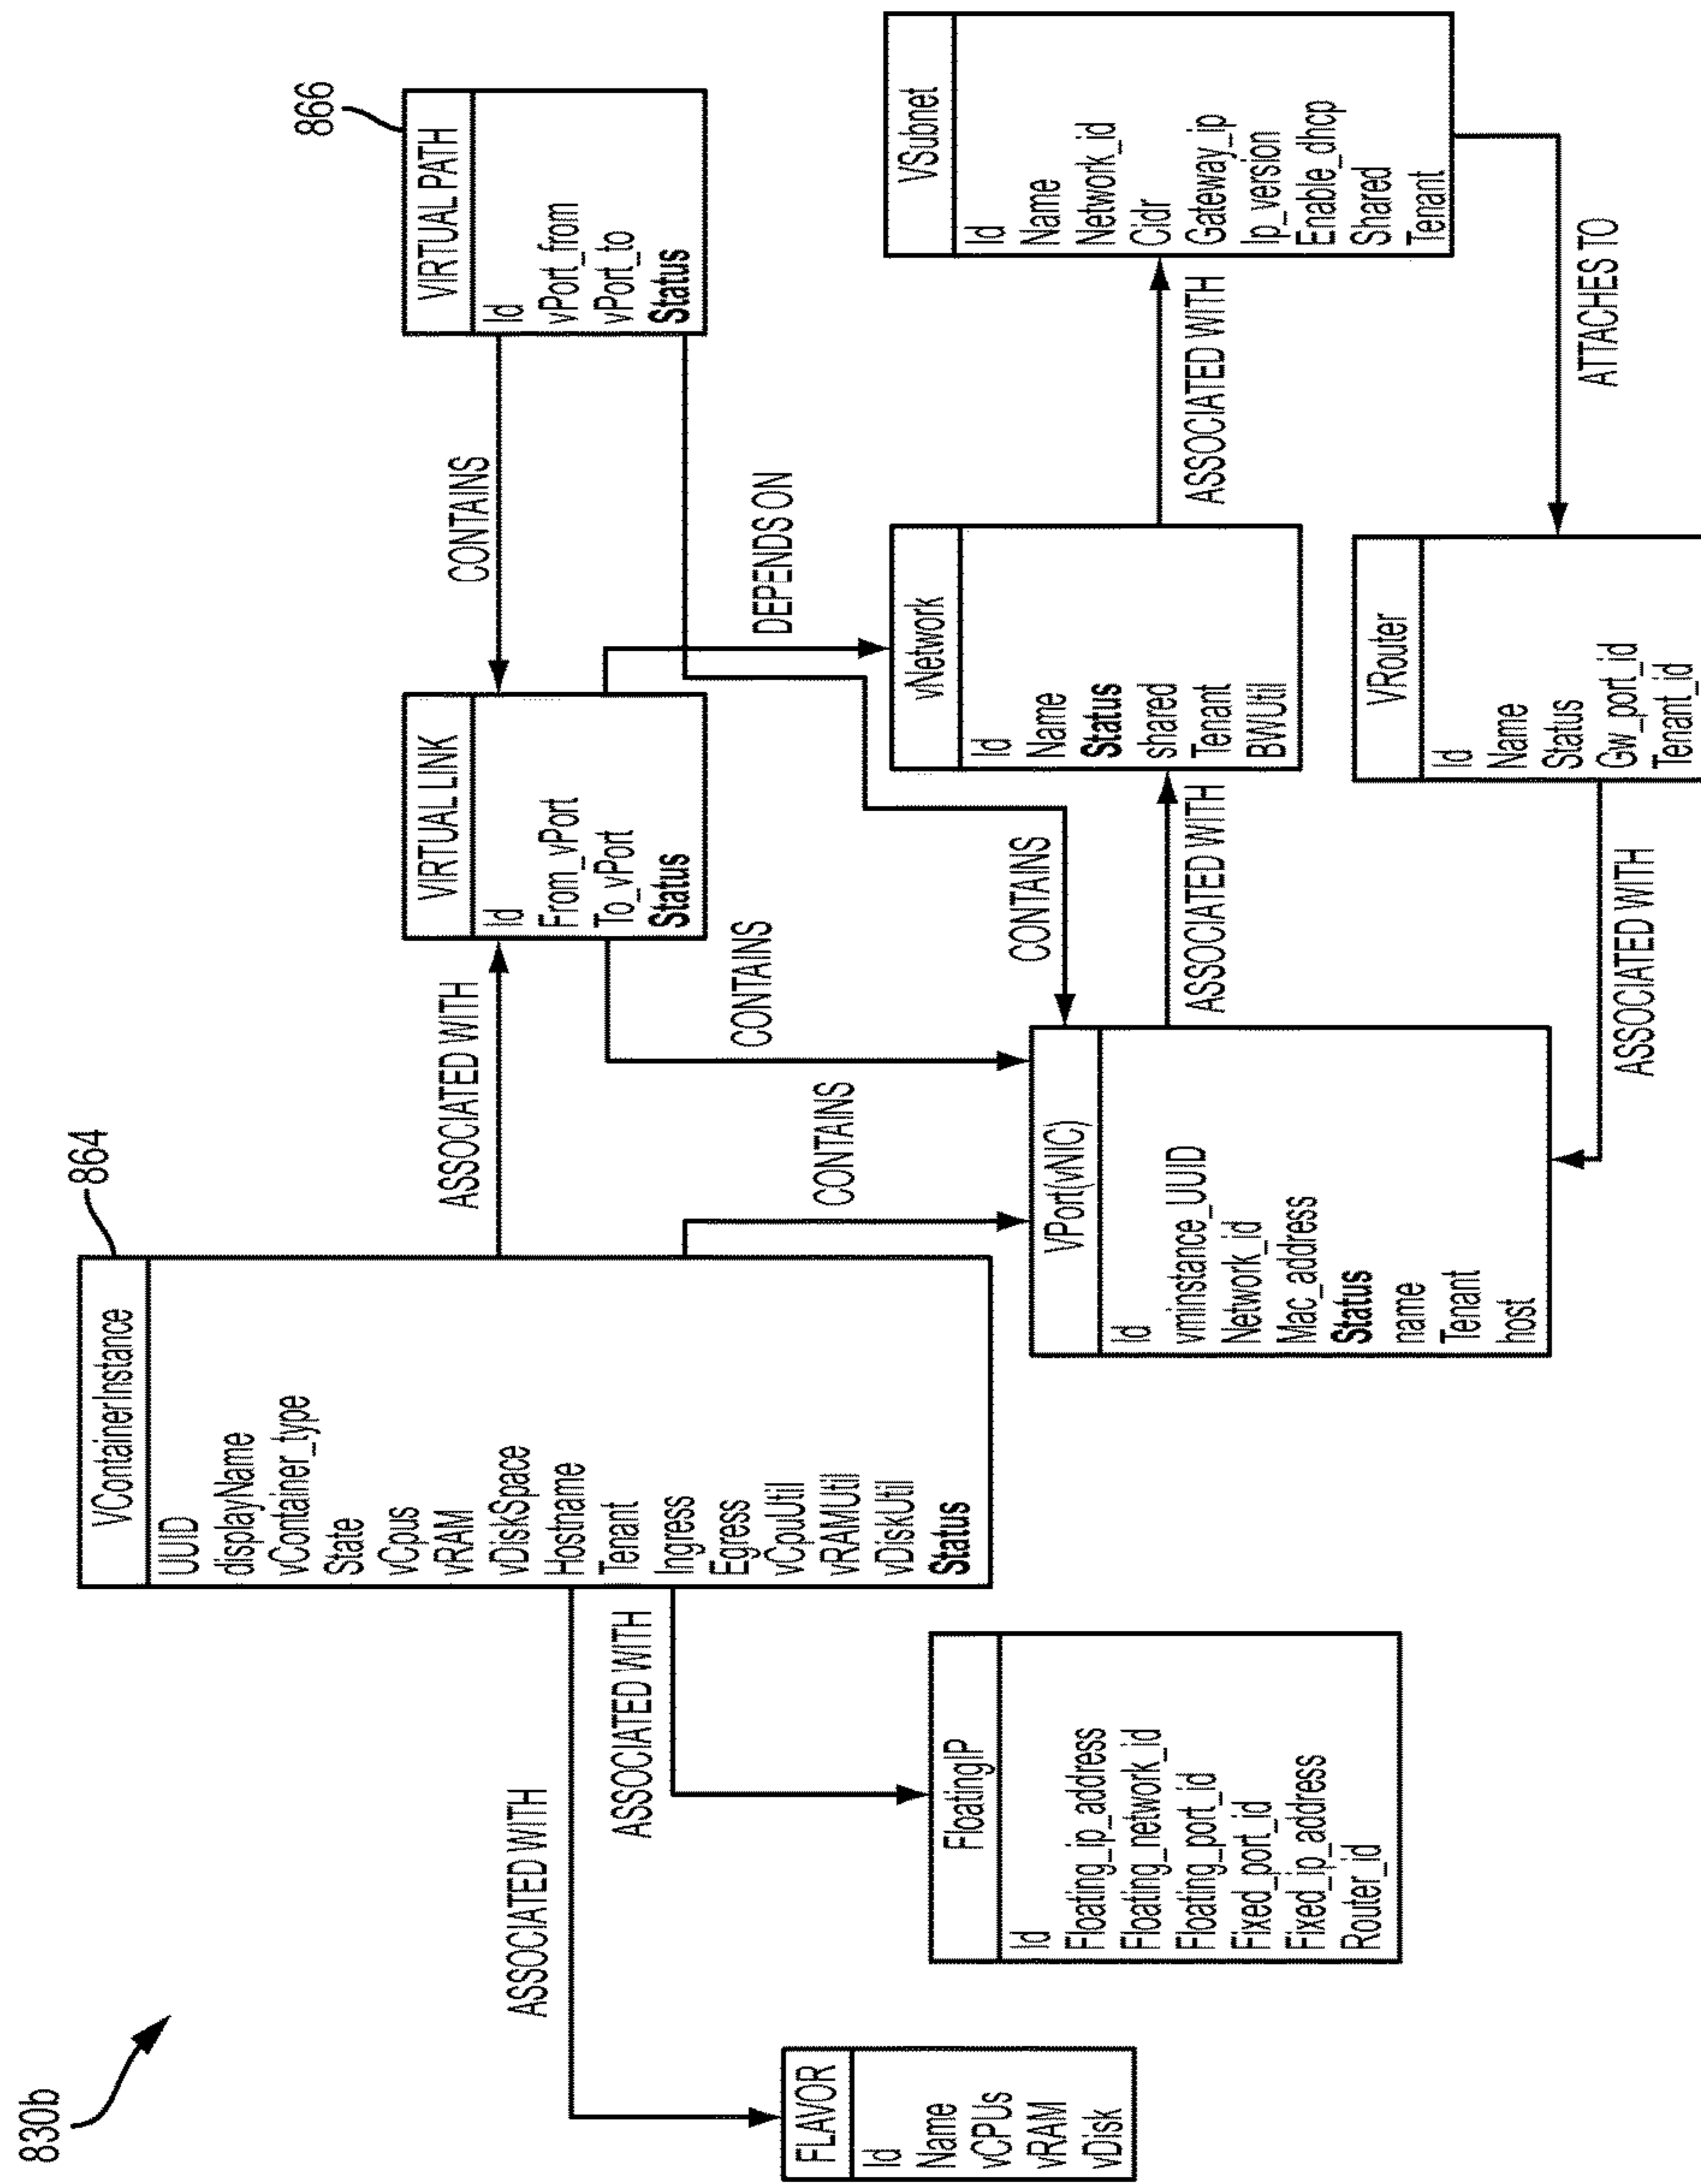 830b
864
866
VContainerInstance
UUID
displayName
vContainer_type
State
vCpus
vRAM
vDiskSpace
Hostname
Tenant
Ingress
Egress
vCpuUtil
vRAMUtil
vDiskUtil
Status
ASSOCIATED WITH
VIRTUAL LINK
Id
From_vPort
To_vPort
Status
CONTAINS
VIRTUAL PATH
Id
vPort_from
vPort_to
Status
ASSOCIATED WITH
ASSOCIATED WITH
CONTAINS
CONTAINS
CONTAINS
DEPENDS ON
FLAVOR
Id
Name
vCPUs
vRAM
vDisk
FloatingIP
Id
Floating_ip_address
Floating_network_id
Floating_port_id
Fixed_port_id
Fixed_ip_address
Router_id
VPort(vNIC)
Id
vminstance_UUID
Network_id
Mac_address
Status
name
Tenant
host
ASSOCIATED WITH
vNetwork
Id
Name
Status
shared
Tenant
BWUtil
ASSOCIATED WITH
VSubnet
Id
Name
Network_id
Cidr
Gateway_ip
Ip_version
Enable_dhcp
Shared
Tenant
ASSOCIATED WITH
VRouter
Id
Name
Status
Gw_port_id
Tenant_id
ATTACHES TO